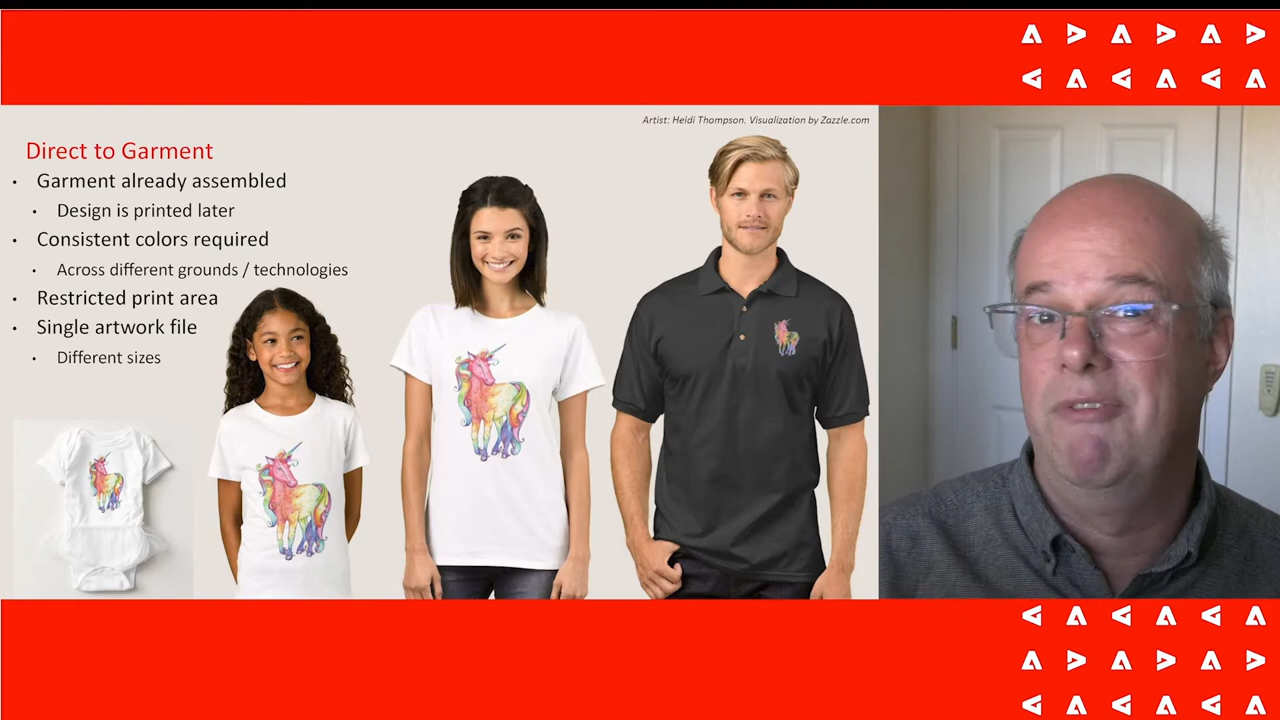 Artist: Heidi Thompson. Visualization by Zazzle.com
Direct to Garment
• Garment already assembled
• Design is printed later
• Consistent colors required
• Across different grounds / technologies
• Restricted print area
• Single artwork file
• Different sizes